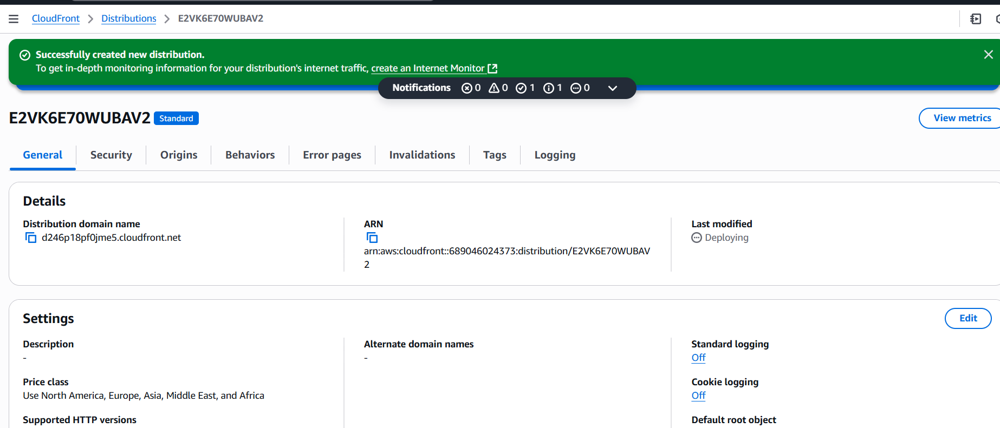 CloudFront > Distributions > E2VK6E70WUBAV2
Successfully created new distribution.
To get in-depth monitoring information for your distribution's internet traffic, create an Internet Monitor
Notifications 0 0 1 1 0
E2VK6E70WUBAV2 Standard
View metrics
General Security Origins Behaviors Error pages Invalidations Tags Logging
Details
Distribution domain name
d246p18pf0jme5.cloudfront.net
ARN
arn:aws:cloudfront::689046024373:distribution/E2VK6E70WUBAV
2
Last modified
Deploying
Settings
Edit
Description
-
Price class
Use North America, Europe, Asia, Middle East, and Africa
Supported HTTP versions
Alternate domain names
-
Standard logging
Off
Cookie logging
Off
Default root object